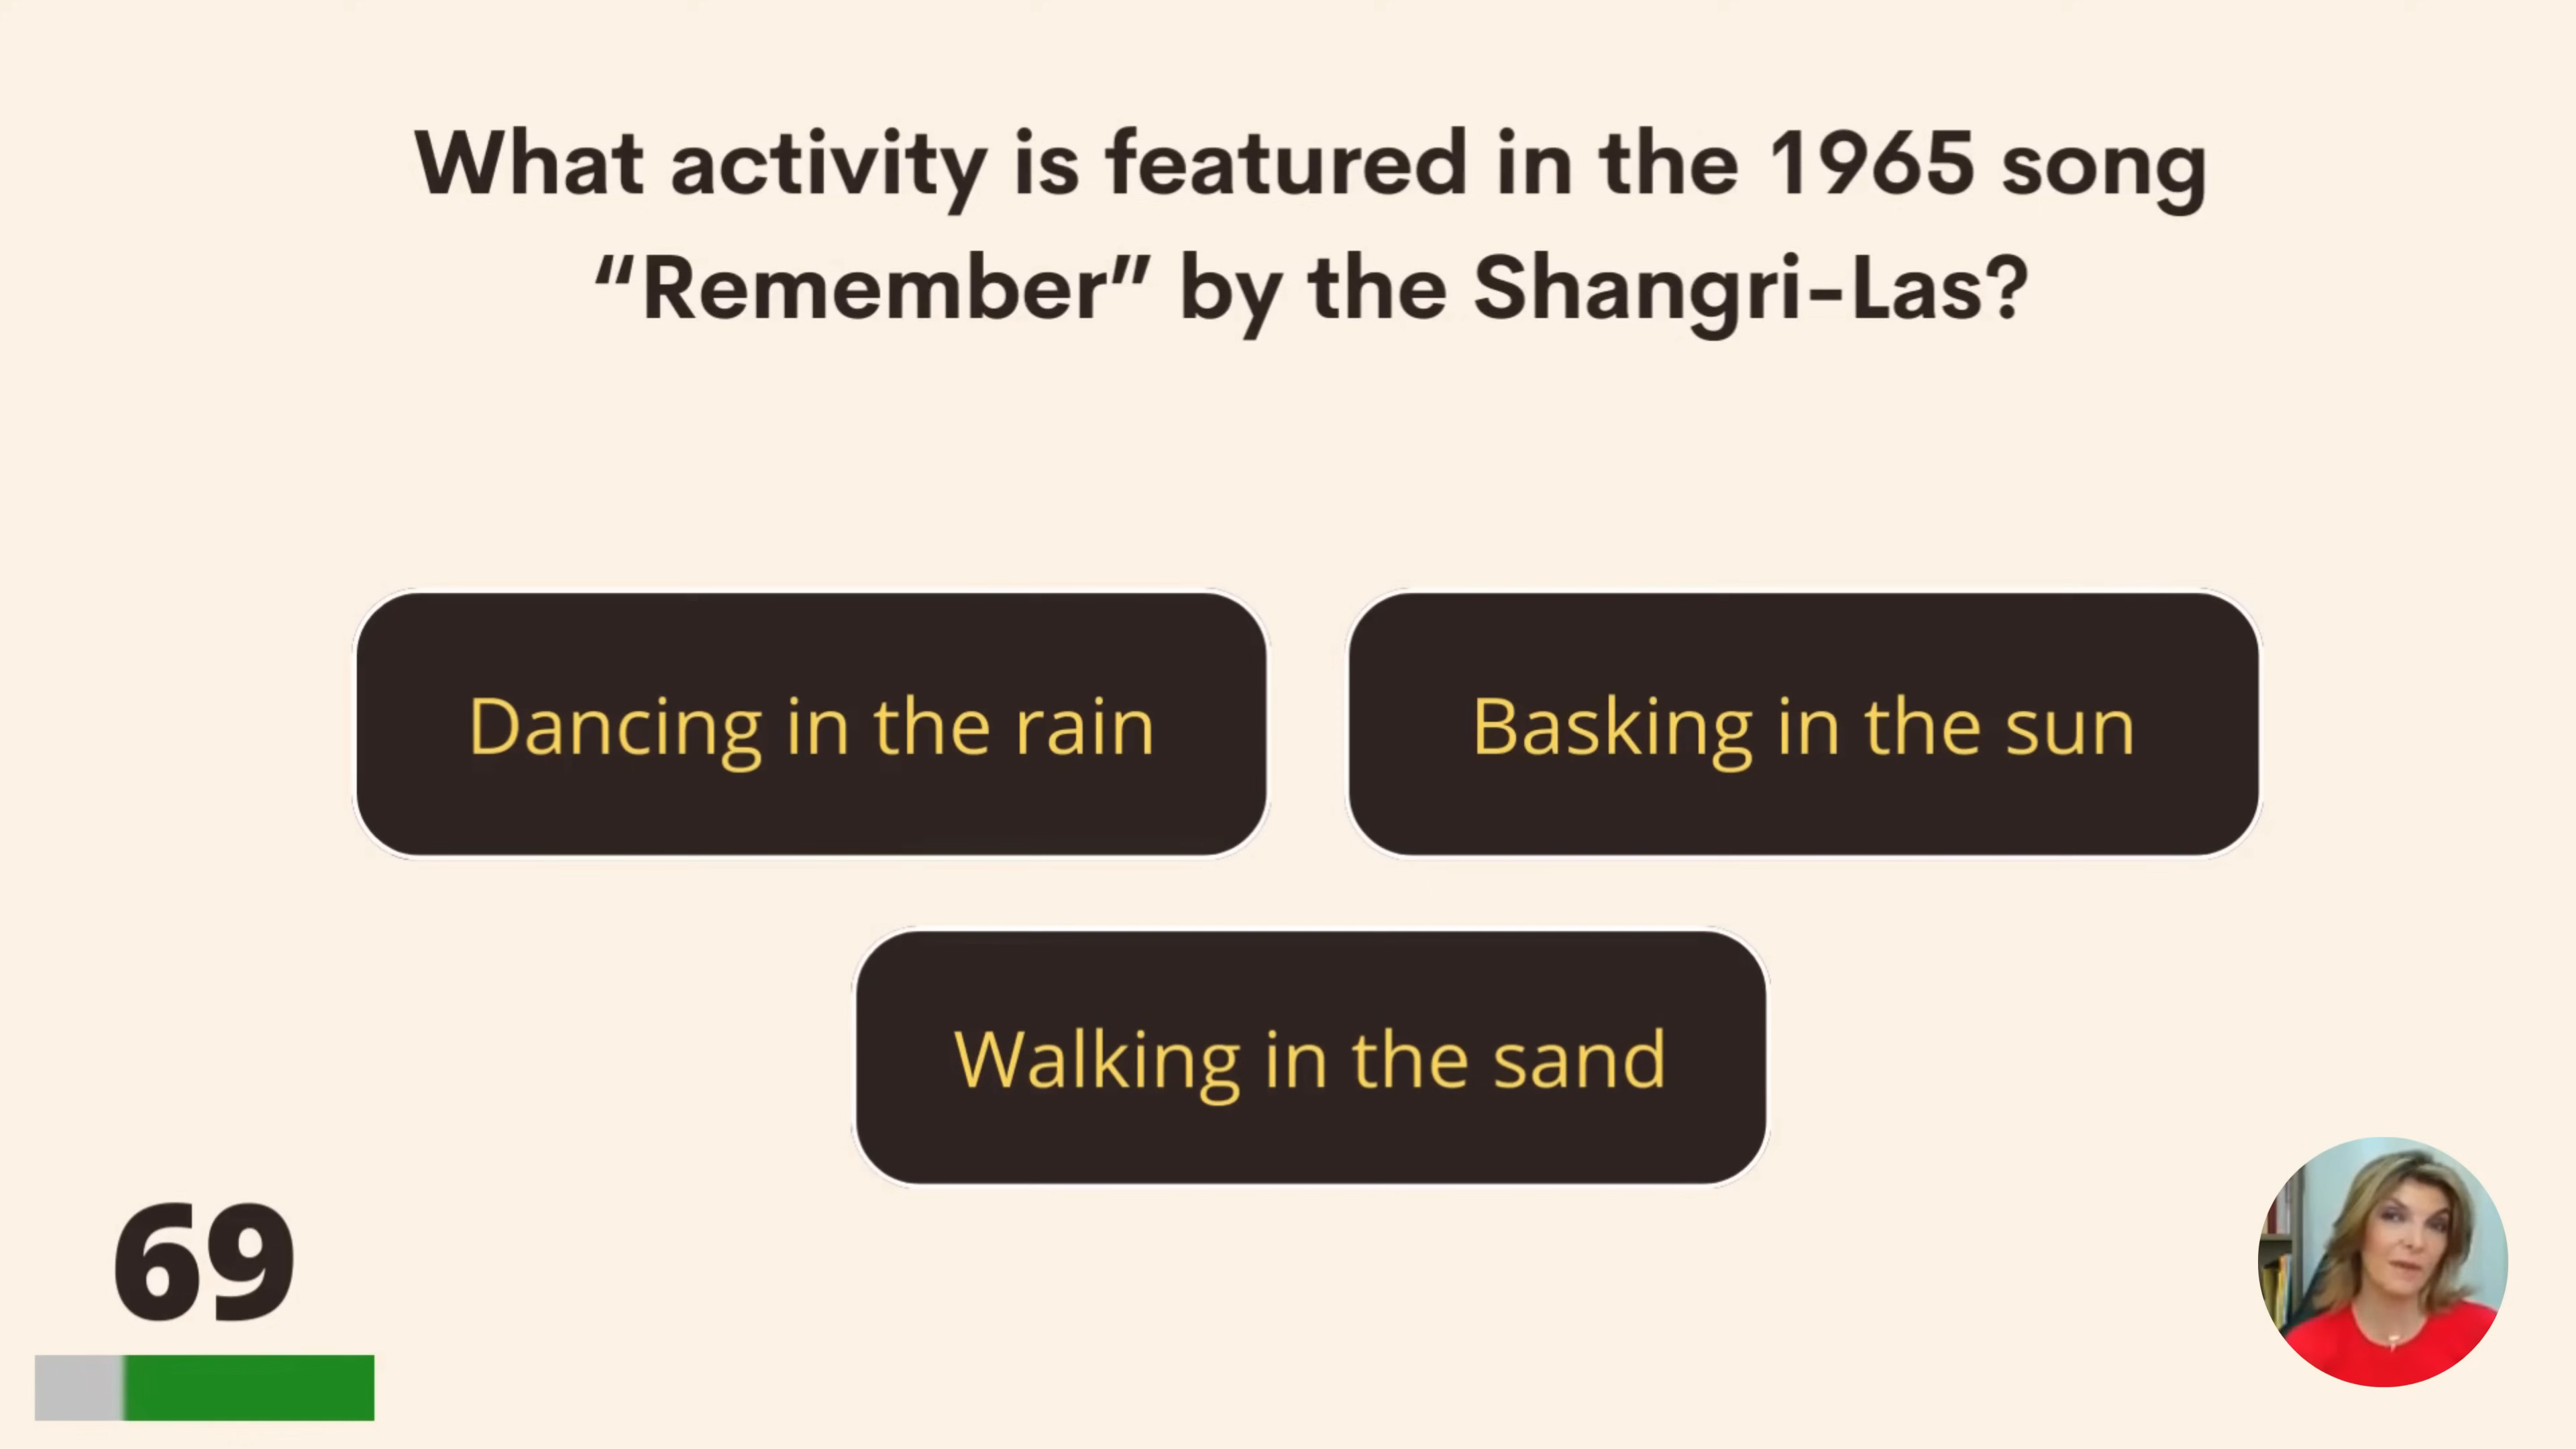 What activity is featured in the 1965 song
“Remember” by the Shangri-Las?
Dancing in the rain
Basking in the sun
Walking in the sand
69